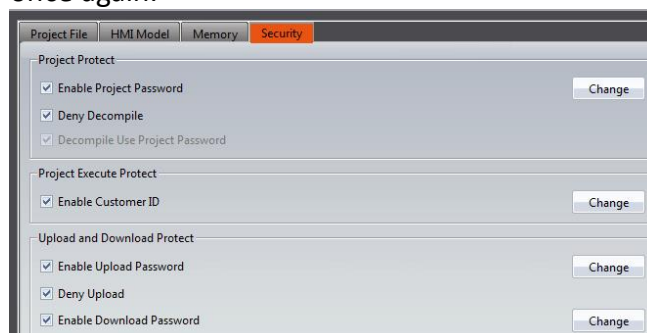 once again.
Project File HMI Model Memory Security
Project Protect
Enable Project Password Change
Deny Decompile
Decompile Use Project Password
Project Execute Protect
Enable Customer ID Change
Upload and Download Protect
Enable Upload Password Change
Deny Upload
Enable Download Password Change